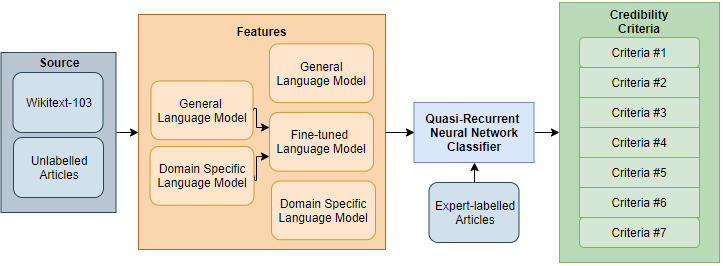 Source
Wikitext-103
Unlabelled
Articles
Features
General
Language Model
Domain Specific
Language Model
General
Language Model
Fine-tuned
Language Model
Domain Specific
Language Model
Quasi-Recurrent
Neural Network
Classifier
Expert-labelled
Articles
Credibility
Criteria
Criteria #1
Criteria #2
Criteria #3
Criteria #4
Criteria #5
Criteria #6
Criteria #7